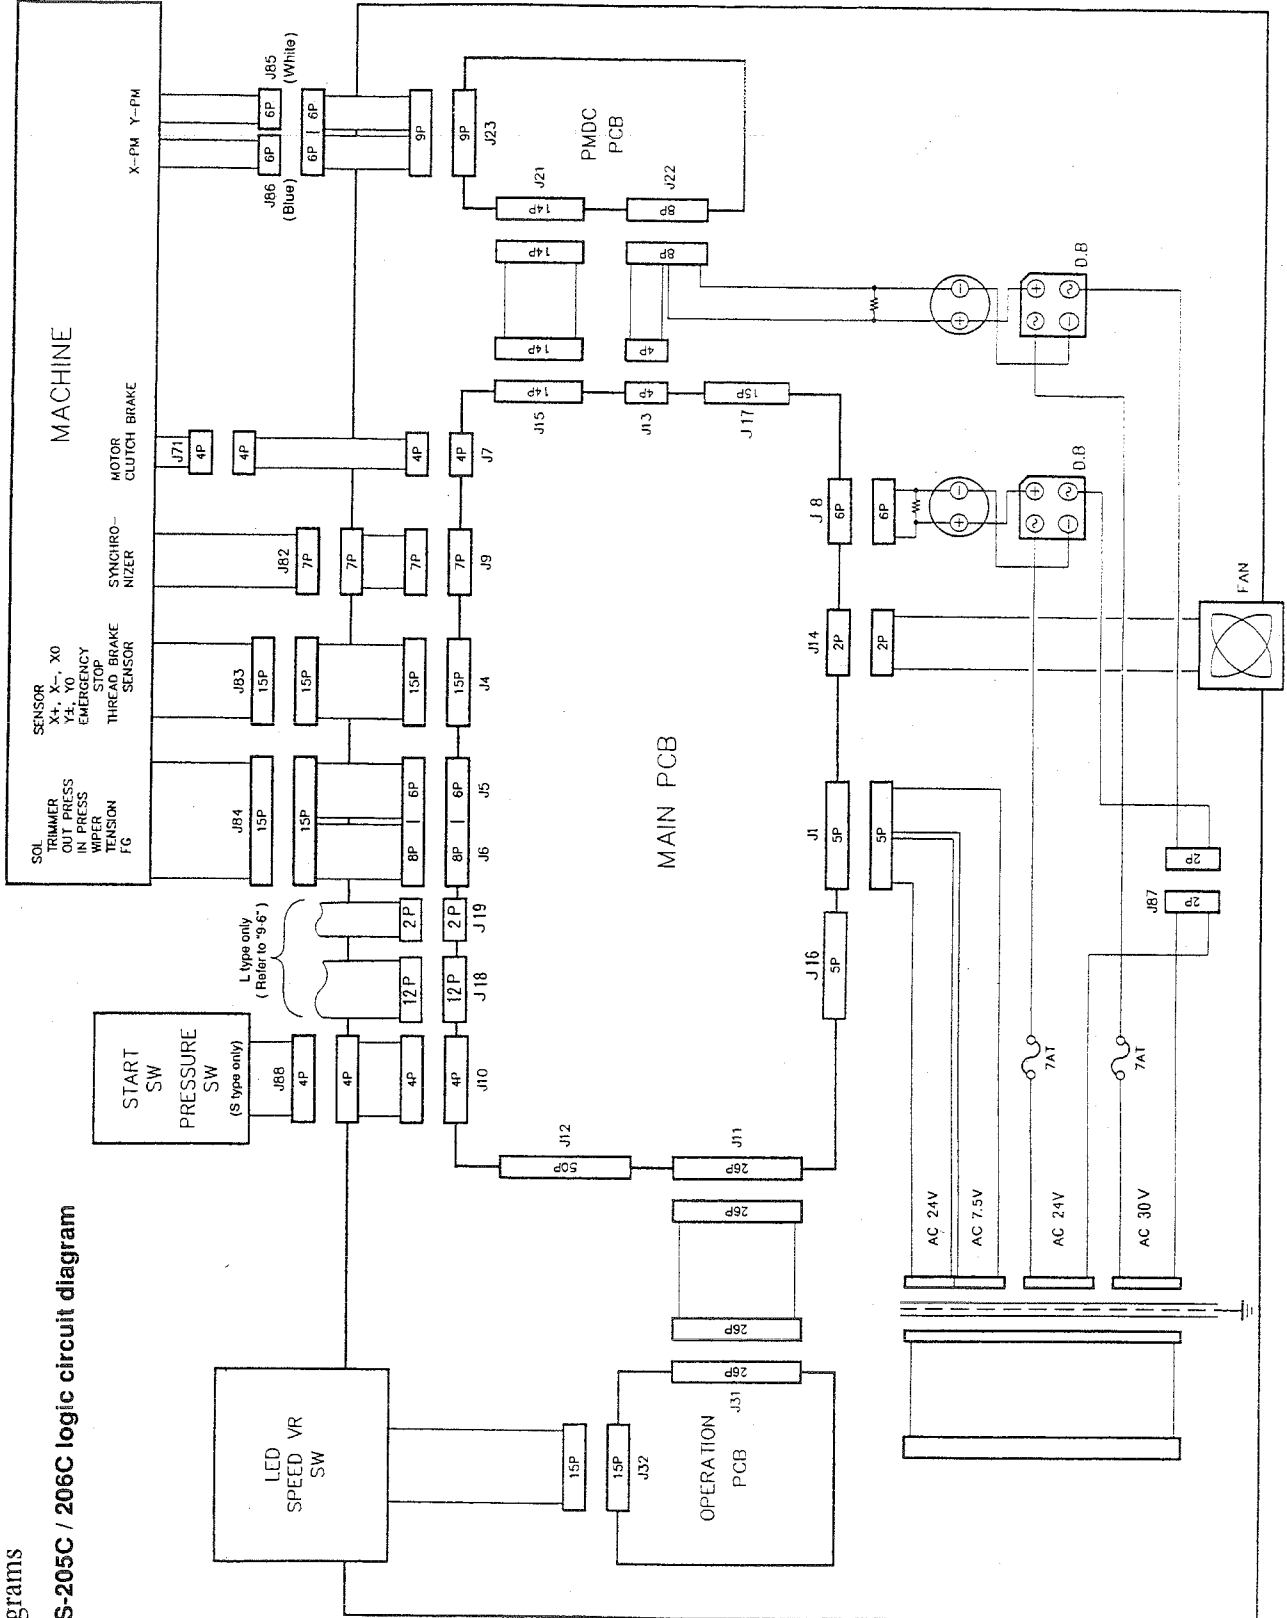 grams
S-205C / 206C logic circuit diagram
MACHINE
SOL
TRIMMER
OUT PRESS
IN PRESS
WIPER
TENSION
FG
SENSOR
X+, X-, X0
Y±, Y0
EMERGENCY
STOP
THREAD BRAKE
SENSOR
SYNCHRO-
NIZER
MOTOR
CLUTCH BRAKE
X-PM Y-PM
START
SW
PRESSURE
SW
(S type only)
J88
4P
4P
4P
4P
J10
L type only
( Refer to "9-6" )
12P
12P
J18
2P
2P
J19
J84
15P
15P
8P
6P
8P
6P
J6
J5
J83
15P
15P
15P
15P
J4
J82
7P
7P
7P
7P
J9
J71
4P
4P
4P
4P
J7
J86
(Blue)
J85
(White)
6P
6P
6P
6P
9P
9P
J23
PMDC
PCB
J21
14P
14P
14P
14P
J15
J22
8P
8P
4P
4P
J13
15P
J17
LED
SPEED VR
SW
15P
15P
J32
OPERATION
PCB
26P
J31
26P
26P
26P
J11
50P
J12
MAIN PCB
J16
5P
J1
5P
5P
J14
2P
2P
J8
6P
6P
D.B
D.B
FAN
AC 24V
AC 7.5V
AC 24V
AC 30V
7AT
7AT
J87
2P
2P